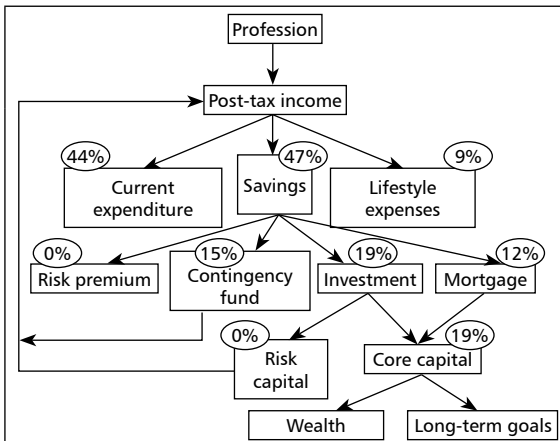 Profession
Post-tax income
44%
47%
9%
Current
expenditure
Savings
Lifestyle
expenses
0%
15%
19%
12%
Risk premium
Contingency
fund
Investment
Mortgage
0%
19%
Risk
capital
Core capital
Wealth
Long-term goals